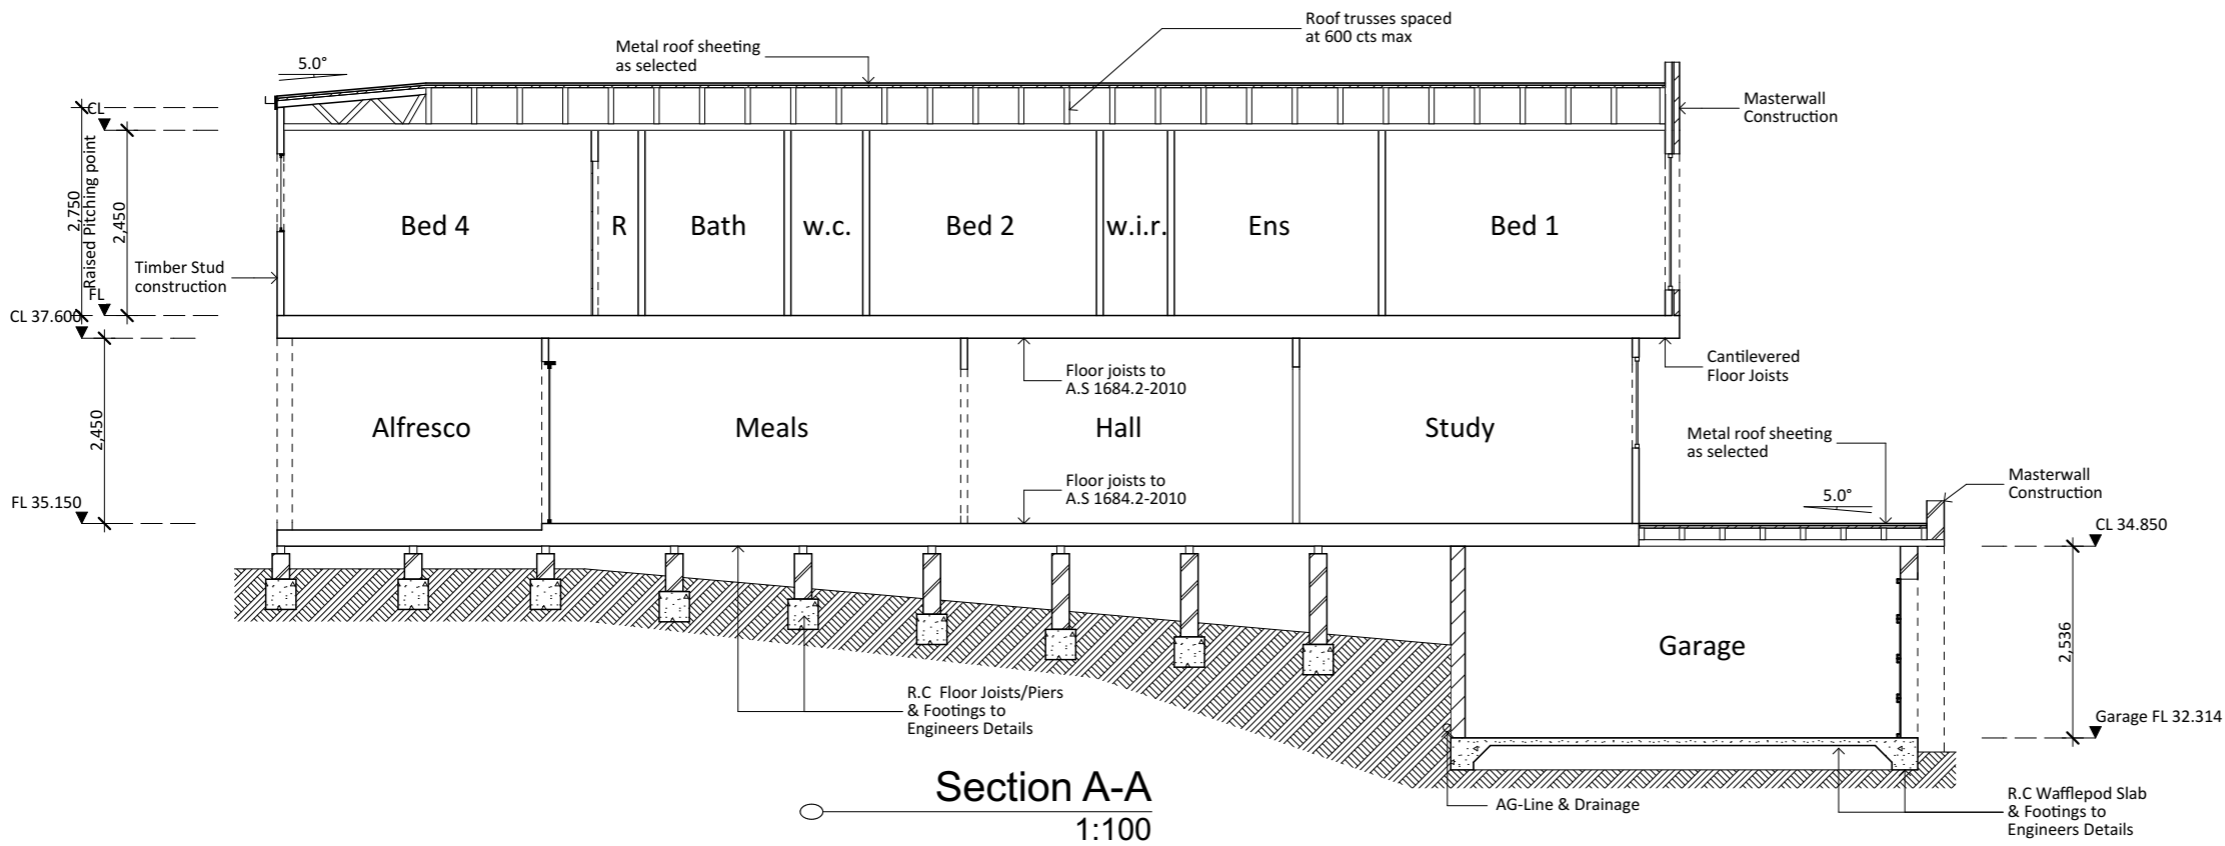 Roof trusses spaced
at 600 cts max
Metal roof sheeting
as selected
5.0°
CL
Masterwall
Construction
2,750
Raised Pitching point
2,450
Bed 4
R
Bath
w.c.
Bed 2
w.i.r.
Ens
Bed 1
Timber Stud
construction
FL
CL 37.600
Floor joists to
A.S 1684.2-2010
Cantilevered
Floor Joists
2,450
Alfresco
Meals
Hall
Study
Metal roof sheeting
as selected
Floor joists to
A.S 1684.2-2010
Masterwall
Construction
5.0°
FL 35.150
CL 34.850
Garage
2,536
R.C Floor Joists/Piers
& Footings to
Engineers Details
Garage FL 32.314
Section A-A
1:100
AG-Line & Drainage
R.C Wafflepod Slab
& Footings to
Engineers Details